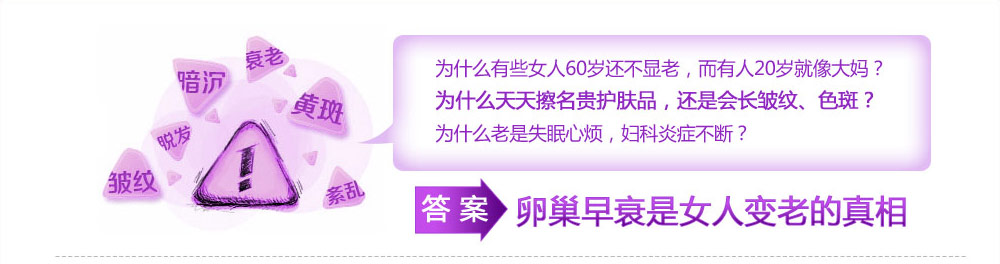 衰老
暗沉
黄斑
脱发
皱纹
紊乱
!
为什么有些女人60岁还不显老，而有人20岁就像大妈？
为什么天天擦名贵护肤品，还是会长皱纹、色斑？
为什么老是失眠心烦，妇科炎症不断？
答案
卵巢早衰是女人变老的真相